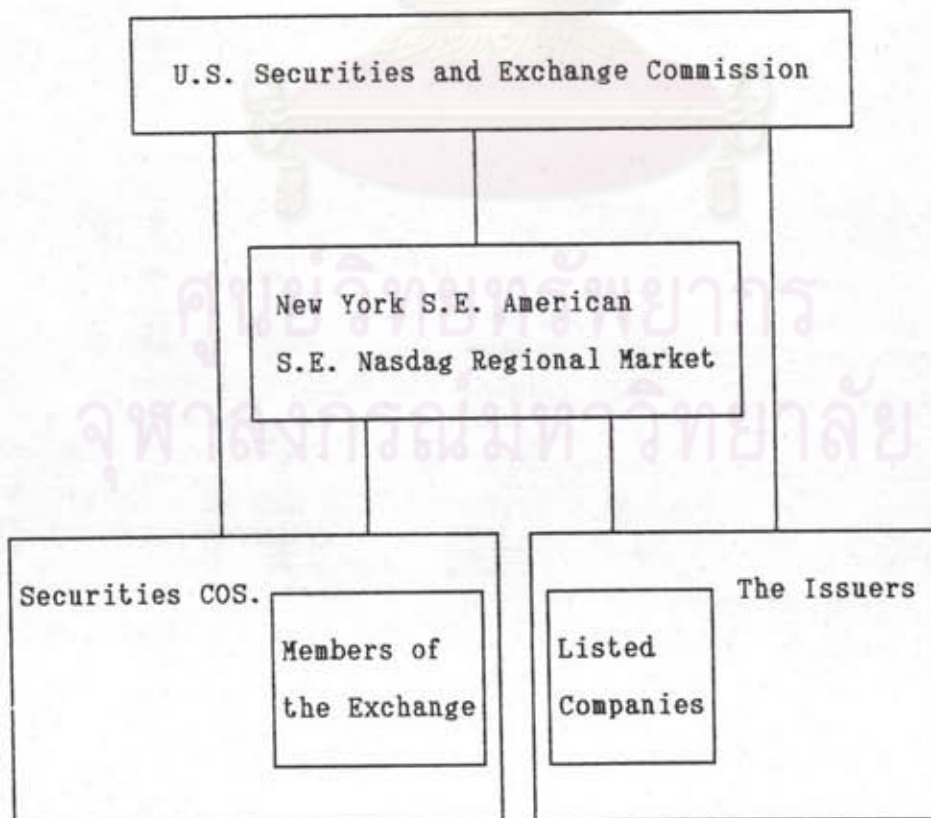 U.S. Securities and Exchange Commission
New York S.E. American
S.E. Nasdag Regional Market
Securities COS.
Members of
the Exchange
The Issuers
Listed
Companies
ศูนย์วิทยทรัพยากร
จุฬาลงกรณ์มหาวิทยาลัย